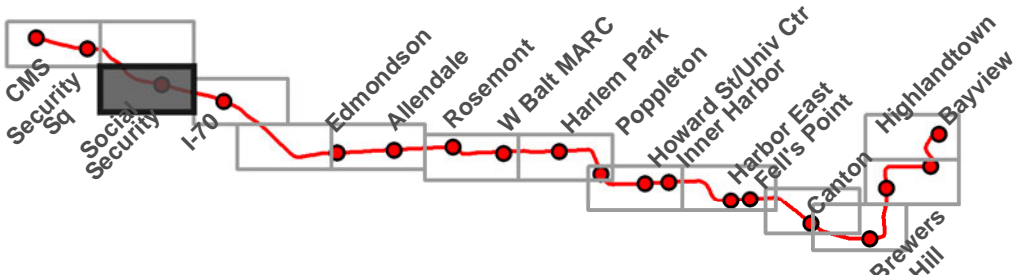 CMS
Security
Sq
Social
Security
I-70
Edmondson
Allendale
Rosemont
W Balt MARC
Harlem Park
Poppleton
Howard St/Univ Ctr
Inner Harbor
Harbor East
Fell's Point
Canton
Brewers
Hill
Highlandtown
Bayview